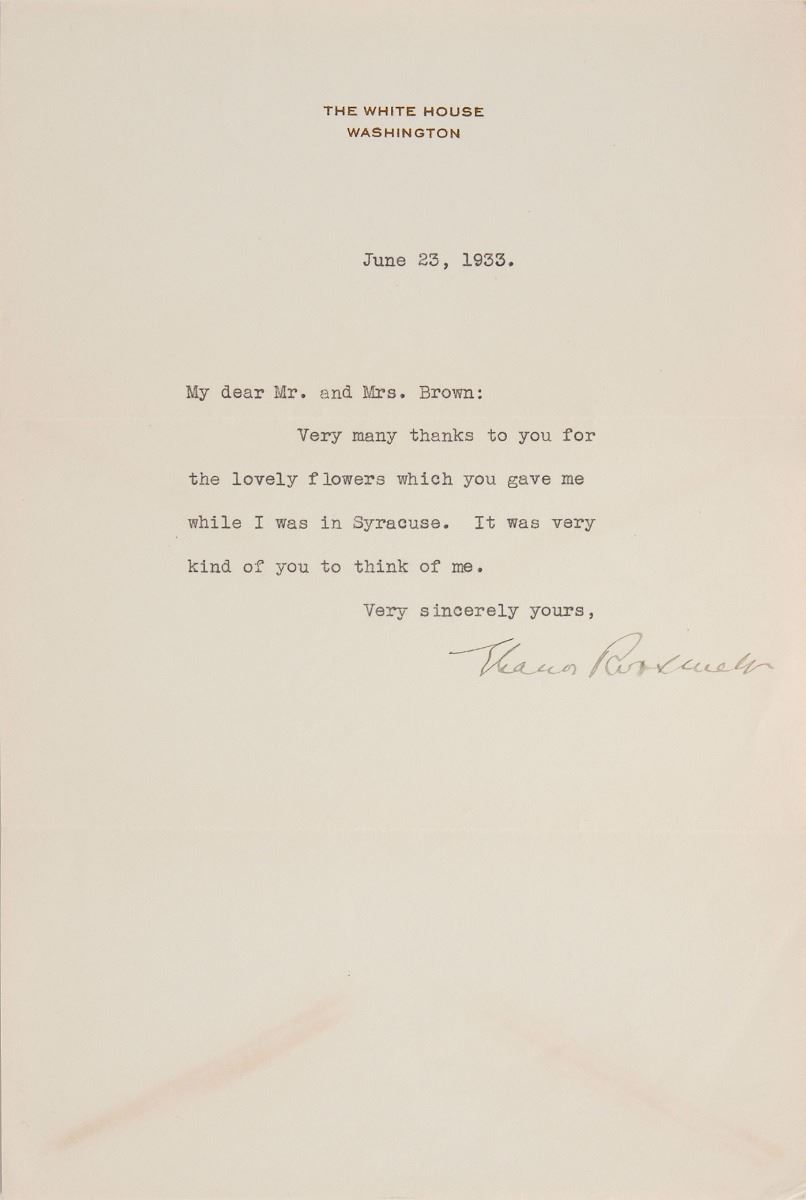 THE WHITE HOUSE
WASHINGTON
June 23, 1933.
My dear Mr. and Mrs. Brown:
Very many thanks to you for
the lovely flowers which you gave me
while I was in Syracuse. It was very
kind of you to think of me.
Very sincerely yours,
Eleanor Roosevelt